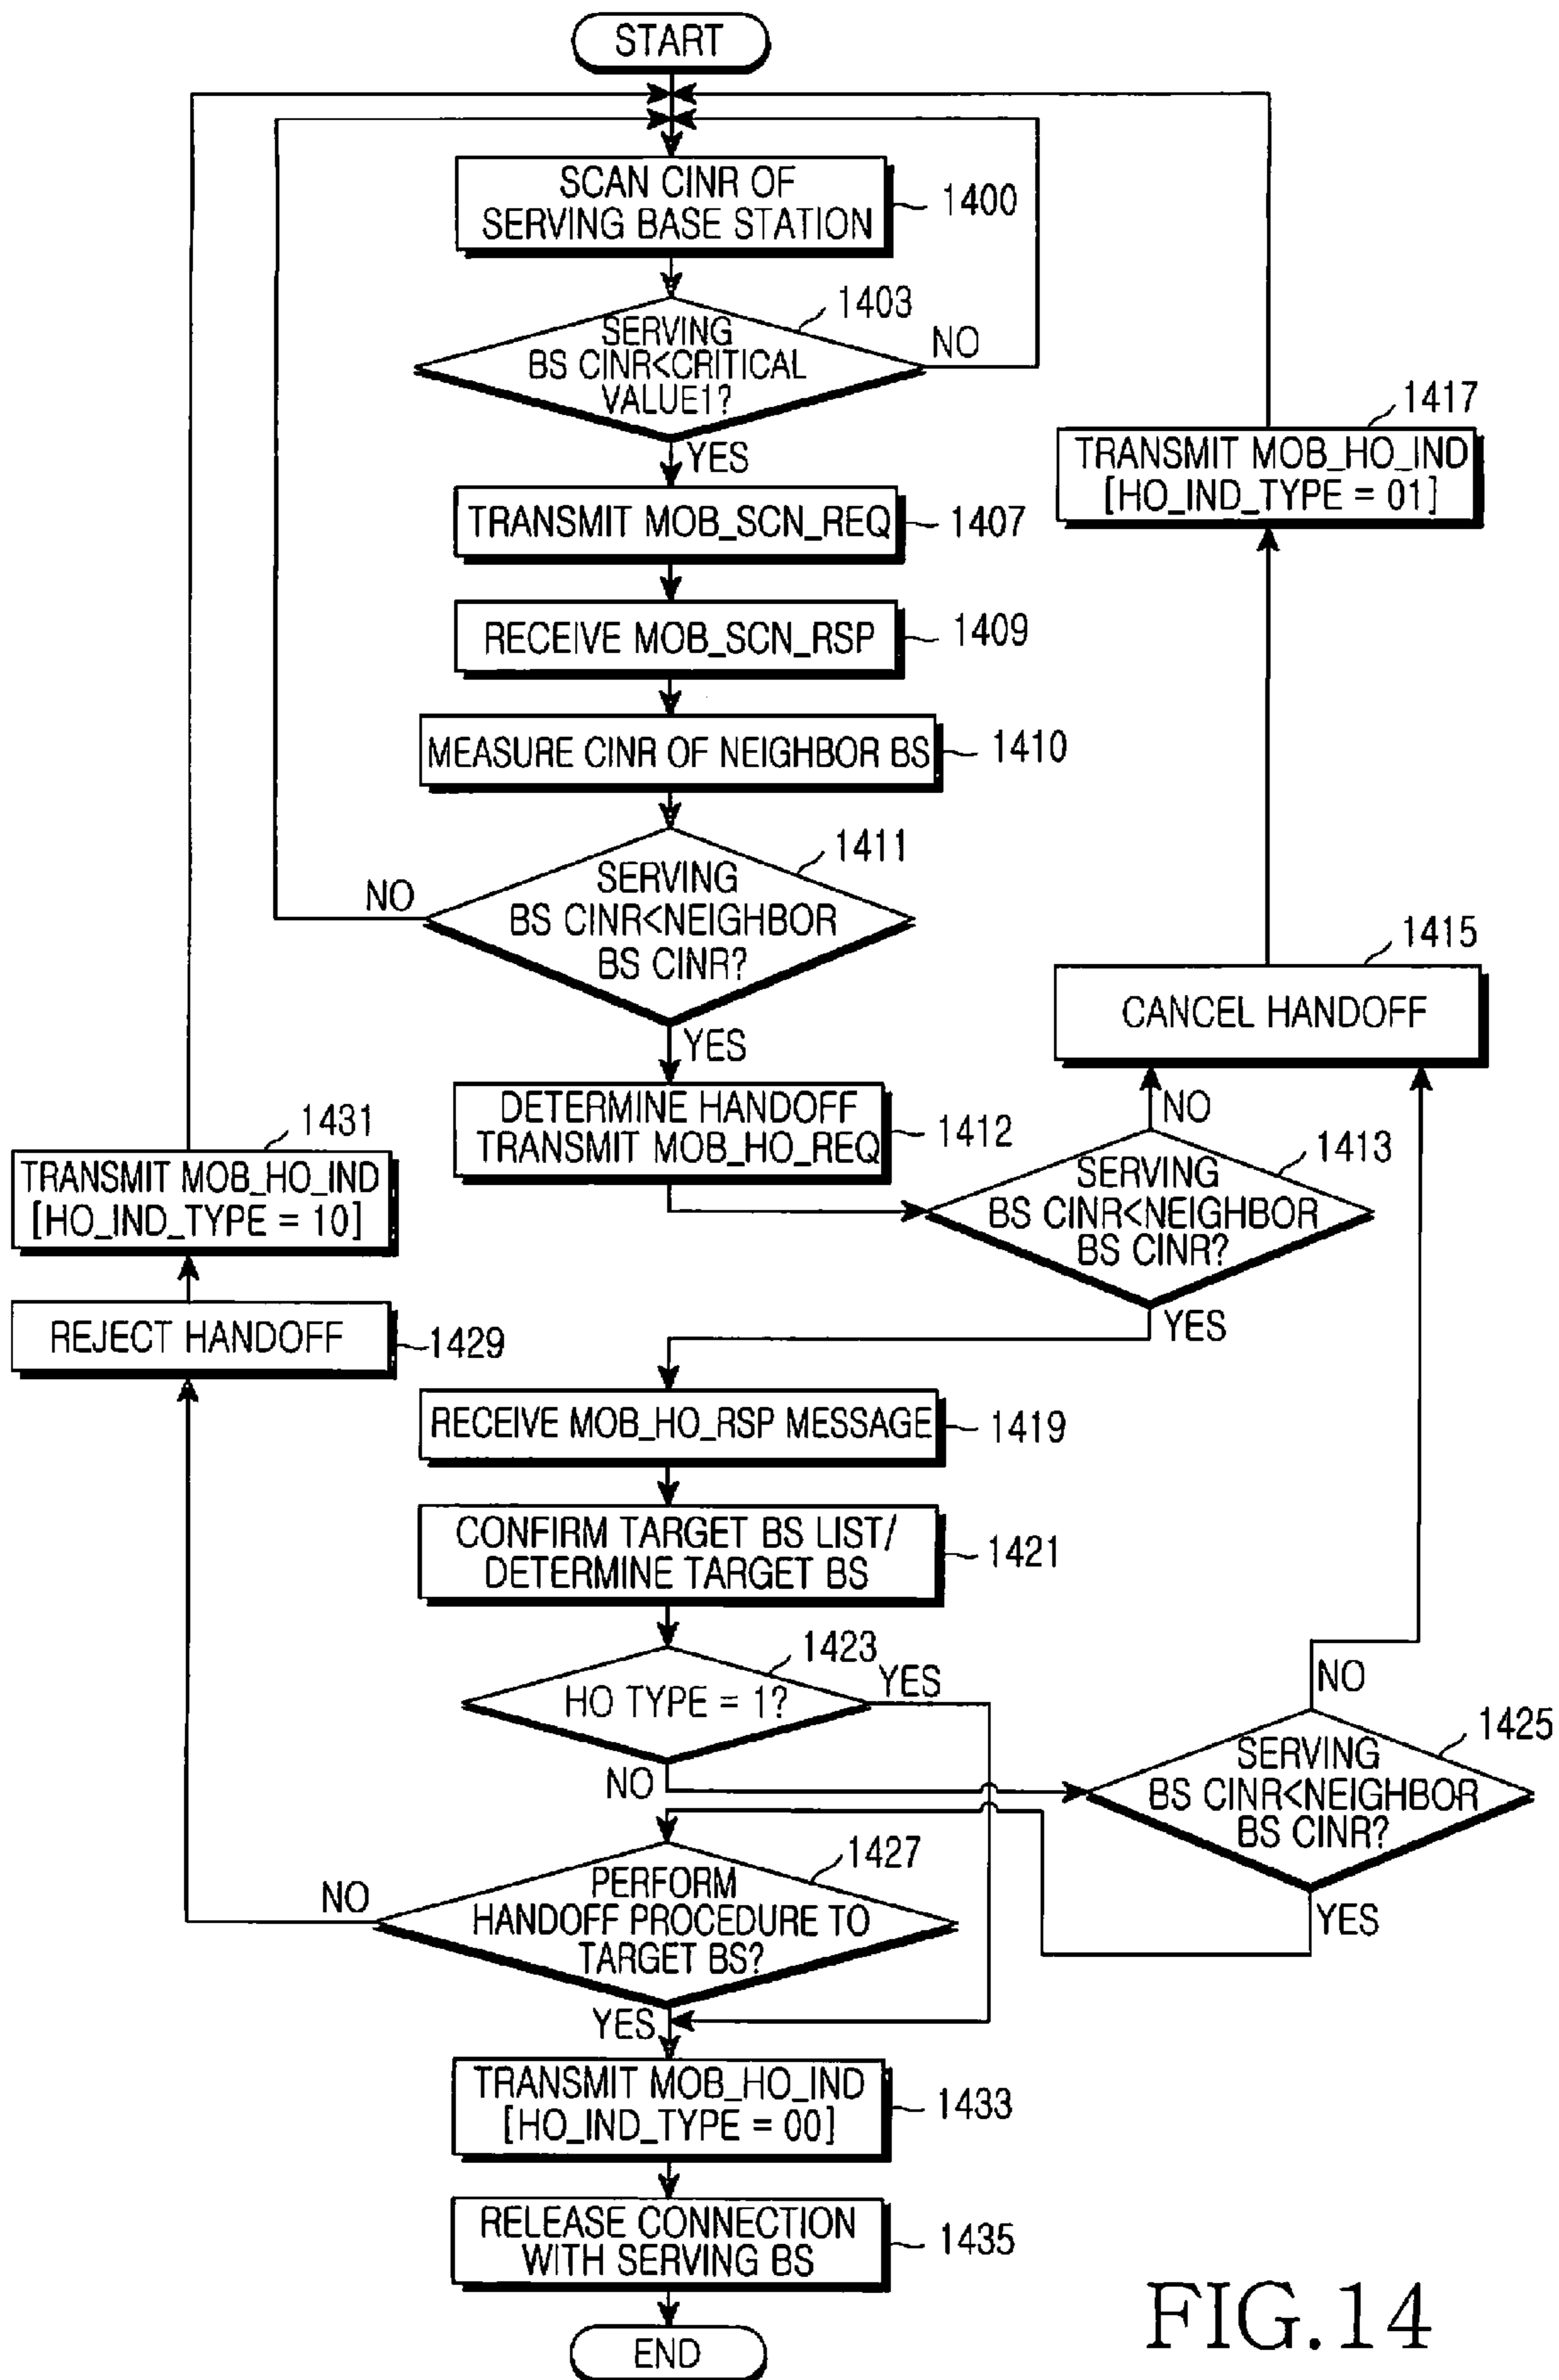 START
SCAN CINR OF
SERVING BASE STATION
1400
1403
SERVING
BS CINR<CRITICAL
VALUE1?
NO
YES
1417
TRANSMIT MOB_HO_IND
[HO_IND_TYPE = 01]
TRANSMIT MOB_SCN_REQ
1407
RECEIVE MOB_SCN_RSP
1409
MEASURE CINR OF NEIGHBOR BS
1410
1411
SERVING
BS CINR<NEIGHBOR
BS CINR?
NO
YES
1415
CANCEL HANDOFF
DETERMINE HANDOFF
TRANSMIT MOB_HO_REQ
1412
NO
1413
SERVING
BS CINR<NEIGHBOR
BS CINR?
YES
1431
TRANSMIT MOB_HO_IND
[HO_IND_TYPE = 10]
REJECT HANDOFF
1429
RECEIVE MOB_HO_RSP MESSAGE
1419
CONFIRM TARGET BS LIST/
DETERMINE TARGET BS
1421
1423
HO TYPE = 1?
YES
NO
NO
1425
SERVING
BS CINR<NEIGHBOR
BS CINR?
YES
1427
PERFORM
HANDOFF PROCEDURE TO
TARGET BS?
NO
YES
TRANSMIT MOB_HO_IND
[HO_IND_TYPE = 00]
1433
RELEASE CONNECTION
WITH SERVING BS
1435
END
FIG.14